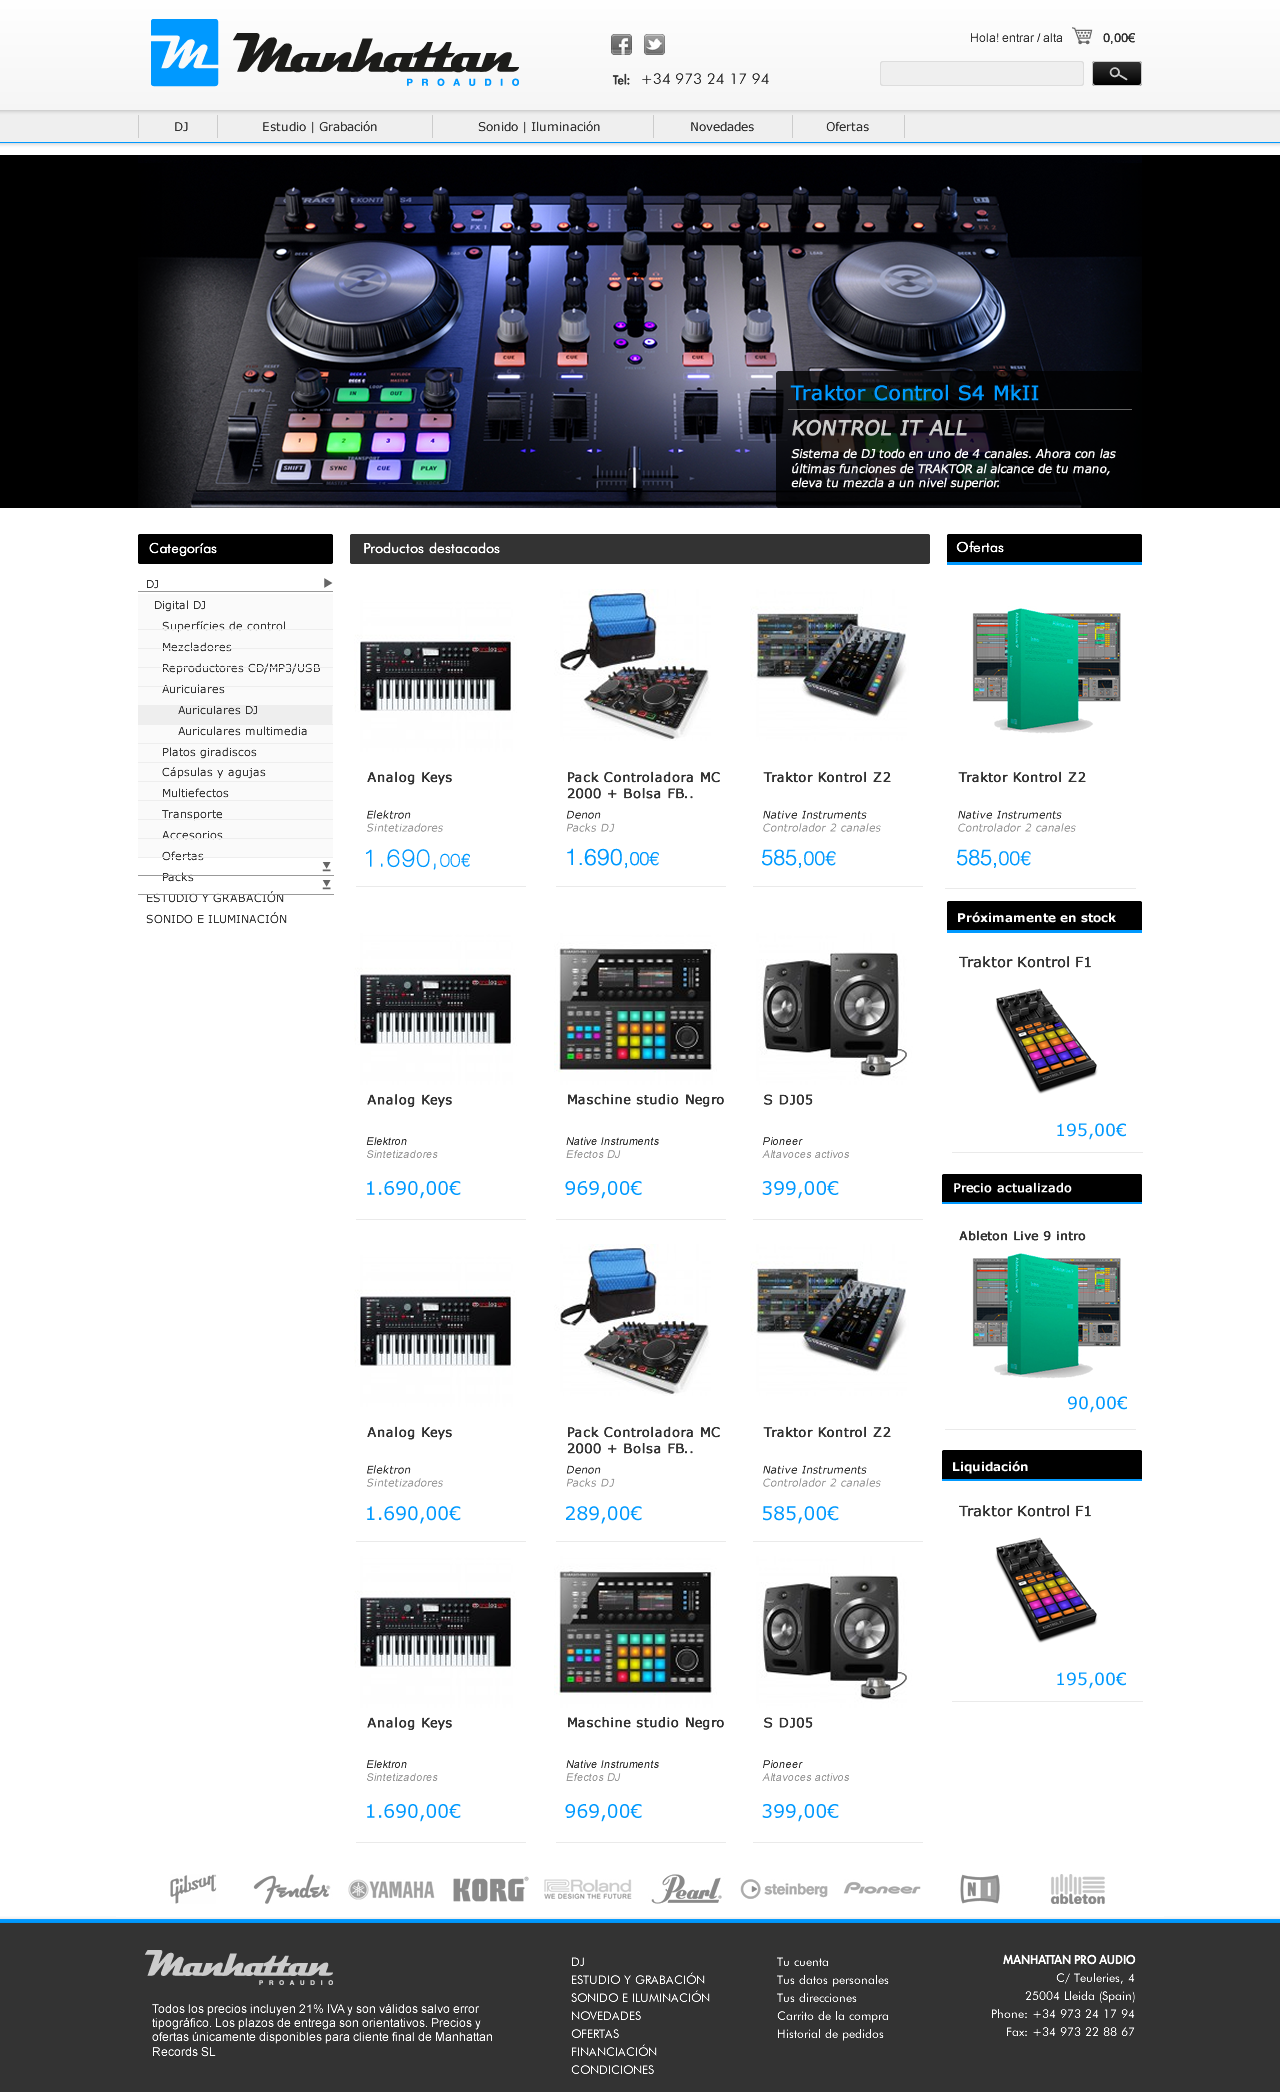 Manhattan
PROAUDIO
Tel: +34 973 24 17 94
Hola! entrar / alta 0,00€
DJ
Estudio | Grabación
Sonido | Iluminación
Novedades
Ofertas
Traktor Control S4 MkII
KONTROL IT ALL
Sistema de DJ todo en uno de 4 canales. Ahora con las
últimas funciones de TRAKTOR al alcance de tu mano,
eleva tu mezcla a un nivel superior.
Categorías
DJ
Digital DJ
Superfícies de control
Mezcladores
Reproductores CD/MP3/USB
Auriculares
Auriculares DJ
Auriculares multimedia
Platos giradiscos
Cápsulas y agujas
Multiefectos
Transporte
Accesorios
Ofertas
Packs
ESTUDIO Y GRABACIÓN
SONIDO E ILUMINACIÓN
Productos destacados
Analog Keys
Elektron
Sintetizadores
1.690,00€
Pack Controladora MC
2000 + Bolsa FB..
Denon
Packs DJ
1.690,00€
Traktor Kontrol Z2
Native Instruments
Controlador 2 canales
585,00€
Analog Keys
Elektron
Sintetizadores
1.690,00€
Maschine studio Negro
Native Instruments
Efectos DJ
969,00€
S DJ05
Pioneer
Altavoces activos
399,00€
Analog Keys
Elektron
Sintetizadores
1.690,00€
Pack Controladora MC
2000 + Bolsa FB..
Denon
Packs DJ
289,00€
Traktor Kontrol Z2
Native Instruments
Controlador 2 canales
585,00€
Analog Keys
Elektron
Sintetizadores
1.690,00€
Maschine studio Negro
Native Instruments
Efectos DJ
969,00€
S DJ05
Pioneer
Altavoces activos
399,00€
Ofertas
Traktor Kontrol Z2
Native Instruments
Controlador 2 canales
585,00€
Próximamente en stock
Traktor Kontrol F1
195,00€
Precio actualizado
Ableton Live 9 intro
90,00€
Liquidación
Traktor Kontrol F1
195,00€
Gibson
Fender
YAMAHA
KORG
Roland
WE DESIGN THE FUTURE
Pearl
steinberg
Pioneer
NI
ableton
Manhattan
PROAUDIO
Todos los precios incluyen 21% IVA y son válidos salvo error
tipográfico. Los plazos de entrega son orientativos. Precios y
ofertas únicamente disponibles para cliente final de Manhattan
Records SL
DJ
ESTUDIO Y GRABACIÓN
SONIDO E ILUMINACIÓN
NOVEDADES
OFERTAS
FINANCIACIÓN
CONDICIONES
Tu cuenta
Tus datos personales
Tus direcciones
Carrito de la compra
Historial de pedidos
MANHATTAN PRO AUDIO
C/ Teuleries, 4
25004 Lleida (Spain)
Phone: +34 973 24 17 94
Fax: +34 973 22 88 67